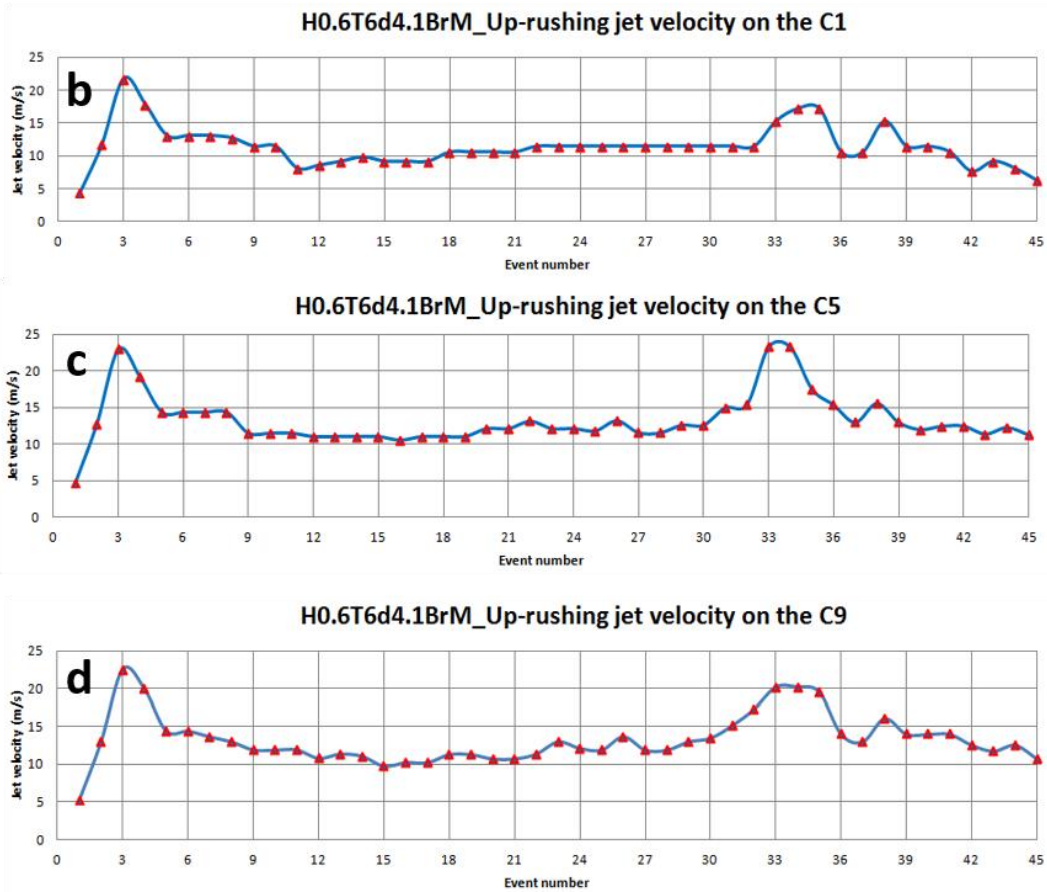 H0.6T6d4.1BrM_Up-rushing jet velocity on the C1
b
Jet velocity (m/s)
25
20
15
10
5
0
0 3 6 9 12 15 18 21 24 27 30 33 36 39 42 45
Event number
H0.6T6d4.1BrM_Up-rushing jet velocity on the C5
c
Jet velocity (m/s)
25
20
15
10
5
0
0 3 6 9 12 15 18 21 24 27 30 33 36 39 42 45
Event number
H0.6T6d4.1BrM_Up-rushing jet velocity on the C9
d
Jet velocity (m/s)
25
20
15
10
5
0
0 3 6 9 12 15 18 21 24 27 30 33 36 39 42 45
Event number